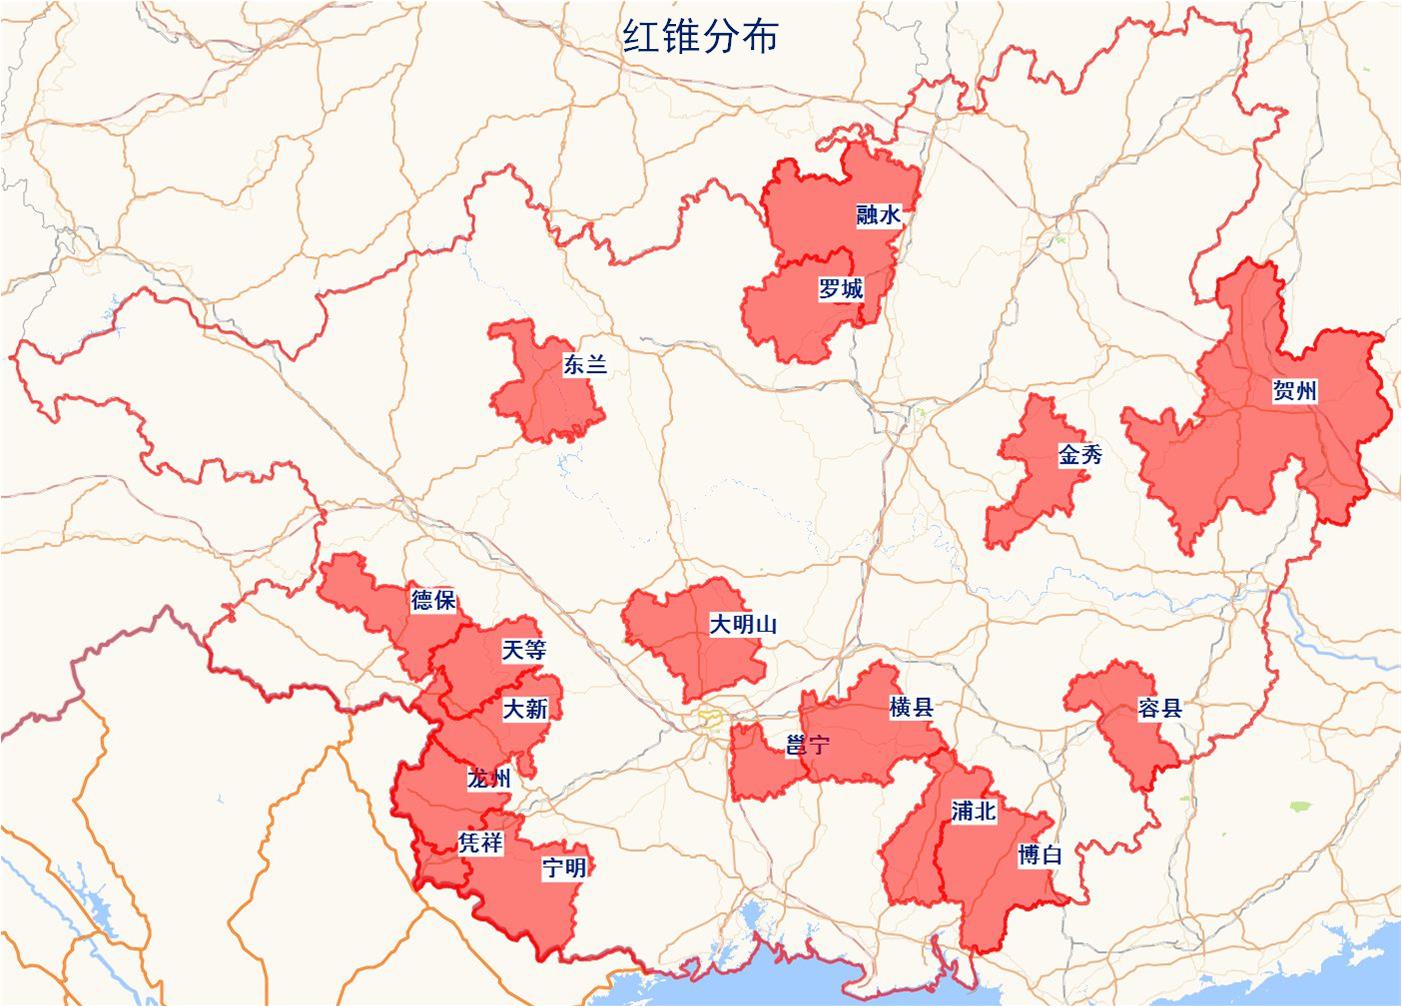 红锥分布
融水
罗城
东兰
贺州
金秀
德保
大明山
天等
大新
横县
容县
邕宁
龙州
浦北
凭祥
博白
宁明